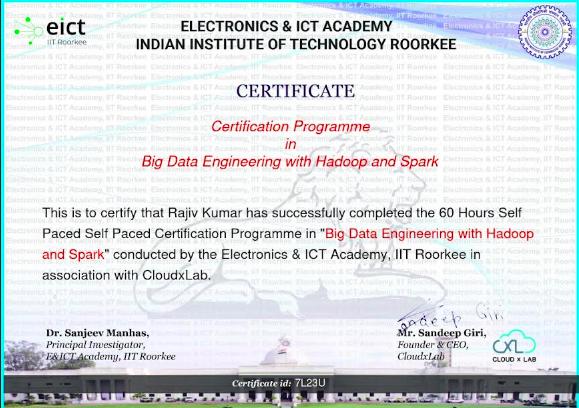 eict
IIT Roorkee
ELECTRONICS & ICT ACADEMY
INDIAN INSTITUTE OF TECHNOLOGY ROORKEE
CERTIFICATE
Certification Programme
in
Big Data Engineering with Hadoop and Spark
This is to certify that Rajiv Kumar has successfully completed the 60 Hours Self
Paced Self Paced Certification Programme in "Big Data Engineering with Hadoop
and Spark" conducted by the Electronics & ICT Academy, IIT Roorkee in
association with CloudxLab.
Sandeep Giri
Dr. Sanjeev Manhas,
Principal Investigator,
E&ICT Academy, IIT Roorkee
Mr. Sandeep Giri,
Founder & CEO,
CloudxLab
CXL
CLOUD X LAB
Certificate id: 7L23U